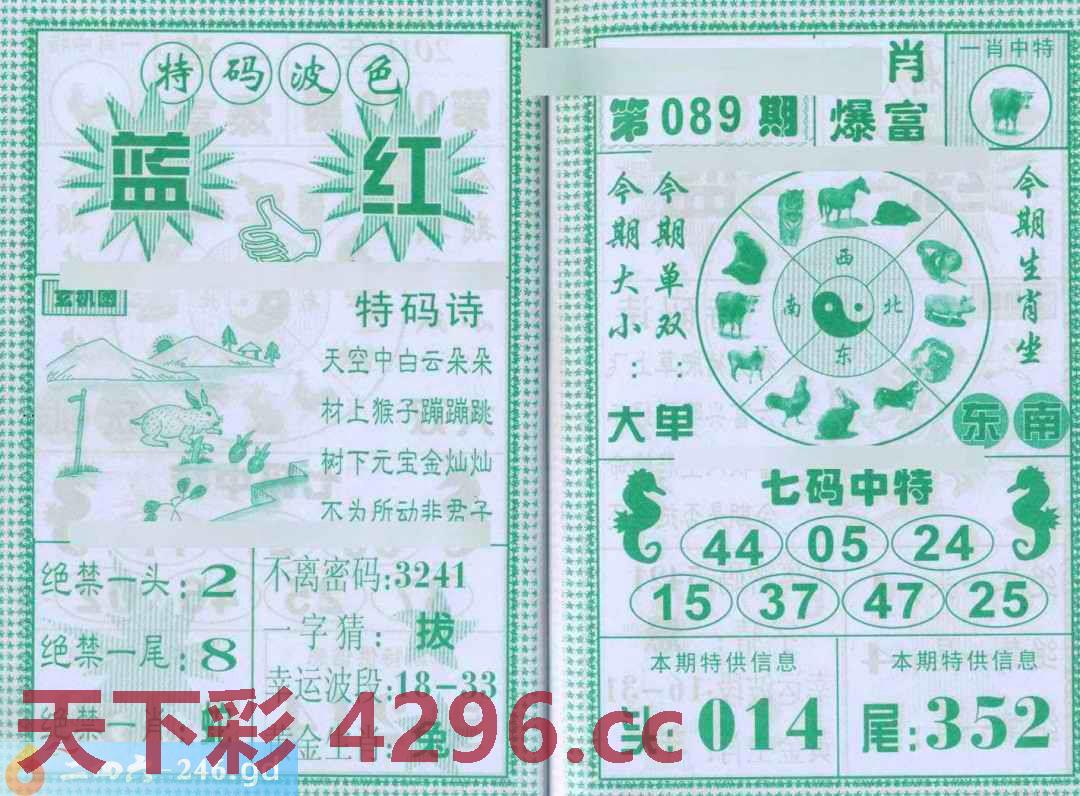 特码波色
蓝 红
玄机图
特码诗
天空中白云朵朵
材上猴子蹦蹦跳
树下元宝金灿灿
不为所动非君子
绝禁一头:2
绝禁一尾:8
绝禁一肖:
不离密码:3241
一字猜:拔
幸运波段:18-33
肖
爆富
第089期
一肖中特
今期大小:大
今期单双:单
西
南 北
东
今期生肖坐
东南
七码中特
44 05 24
15 37 47 25
本期特供信息
头:014
本期特供信息
尾:352
天下彩 4296.cc
246.gd